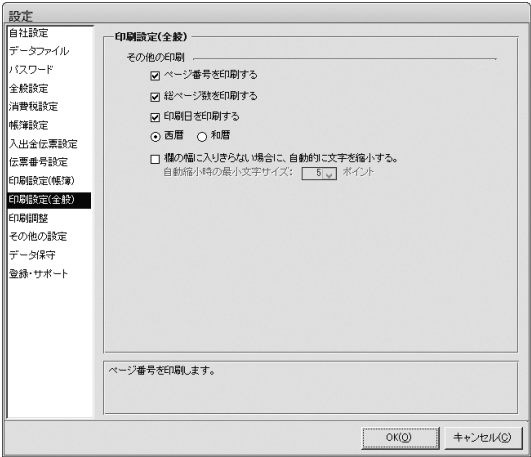 設定
自社設定
データファイル
パスワード
全般設定
消費税設定
帳簿設定
入出金伝票設定
伝票番号設定
印刷設定(帳簿)
印刷設定(全般)
印刷調整
その他の設定
データ保守
登録・サポート
印刷設定(全般)
その他の印刷
ページ番号を印刷する
総ページ数を印刷する
印刷日を印刷する
西暦 和暦
欄の幅に入りきらない場合に、自動的に文字を縮小する。
自動縮小時の最小文字サイズ: 5 ポイント
ページ番号を印刷します。
OK(O) キャンセル(C)